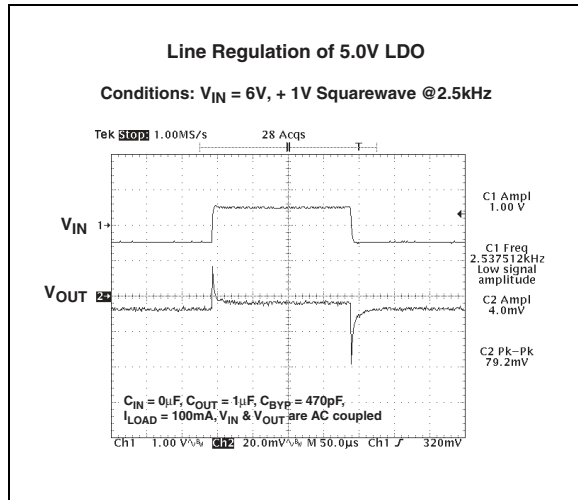 Line Regulation of 5.0V LDO
Conditions: VIN = 6V, + 1V Squarewave @2.5kHz
Tek Stop: 1.00MS/s 28 Acqs
T
C1 Ampl
1.00 V
VIN 1
C1 Freq
2.537512kHz
Low signal
amplitude
VOUT 2
C2 Ampl
4.0mV
C2 Pk-Pk
79.2mV
CIN = 0µF, COUT = 1µF, CBYP = 470pF,
ILOAD = 100mA, VIN & VOUT are AC coupled
Ch1 1.00 V∿BW Ch2 20.0mV∿BW M 50.0µs Ch1 ƒ 320mV